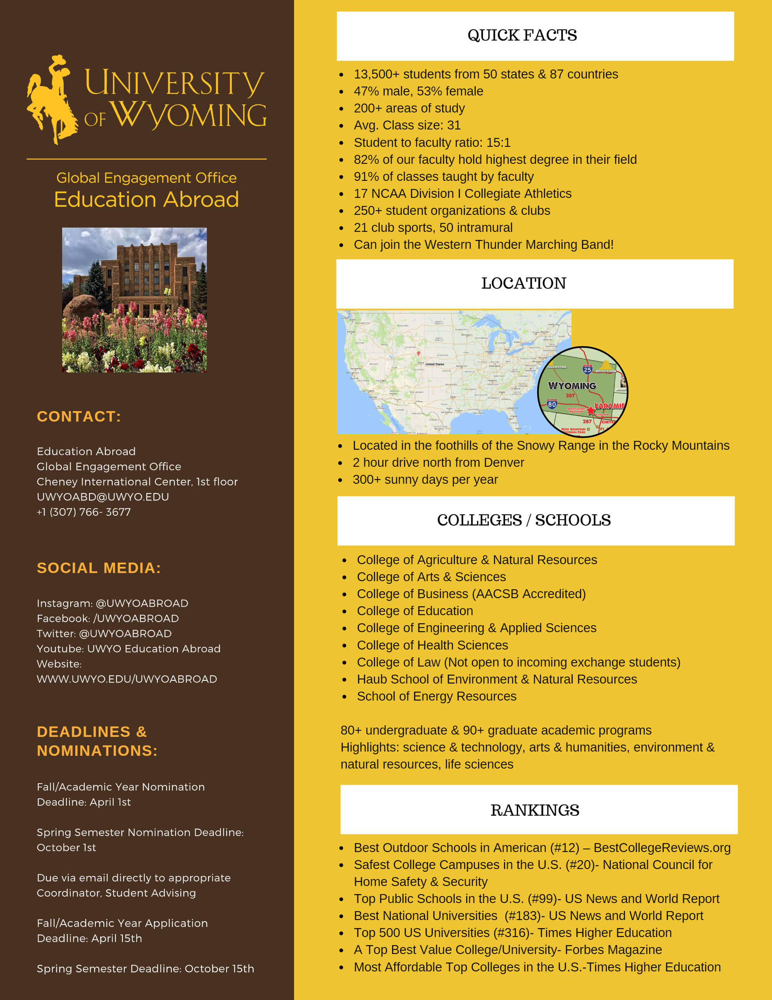 UNIVERSITY
OF WYOMING
Global Engagement Office
Education Abroad
CONTACT:
Education Abroad
Global Engagement Office
Cheney International Center, 1st floor
UWYOABD@UWYO.EDU
+1 (307) 766- 3677
SOCIAL MEDIA:
Instagram: @UWYOABROAD
Facebook: /UWYOABROAD
Twitter: @UWYOABROAD
Youtube: UWYO Education Abroad
Website:
WWW.UWYO.EDU/UWYOABROAD
DEADLINES &
NOMINATIONS:
Fall/Academic Year Nomination
Deadline: April 1st
Spring Semester Nomination Deadline:
October 1st
Due via email directly to appropriate
Coordinator, Student Advising
Fall/Academic Year Application
Deadline: April 15th
Spring Semester Deadline: October 15th
QUICK FACTS
• 13,500+ students from 50 states & 87 countries
• 47% male, 53% female
• 200+ areas of study
• Avg. Class size: 31
• Student to faculty ratio: 15:1
• 82% of our faculty hold highest degree in their field
• 91% of classes taught by faculty
• 17 NCAA Division I Collegiate Athletics
• 250+ student organizations & clubs
• 21 club sports, 50 intramural
• Can join the Western Thunder Marching Band!
LOCATION
United States
YELLOWSTONE
25
DEVILS TOWER
WYOMING
287
80
SNOWY RANGE
MOUNTAINS
LARAMIE
VEDAUWOO
287
ROCK MOUNTAIN
• Located in the foothills of the Snowy Range in the Rocky Mountains
• 2 hour drive north from Denver
• 300+ sunny days per year
COLLEGES / SCHOOLS
• College of Agriculture & Natural Resources
• College of Arts & Sciences
• College of Business (AACSB Accredited)
• College of Education
• College of Engineering & Applied Sciences
• College of Health Sciences
• College of Law (Not open to incoming exchange students)
• Haub School of Environment & Natural Resources
• School of Energy Resources
80+ undergraduate & 90+ graduate academic programs
Highlights: science & technology, arts & humanities, environment &
natural resources, life sciences
RANKINGS
• Best Outdoor Schools in American (#12) – BestCollegeReviews.org
• Safest College Campuses in the U.S. (#20)- National Council for
Home Safety & Security
• Top Public Schools in the U.S. (#99)- US News and World Report
• Best National Universities  (#183)- US News and World Report
• Top 500 US Universities (#316)- Times Higher Education
• A Top Best Value College/University- Forbes Magazine
• Most Affordable Top Colleges in the U.S.-Times Higher Education